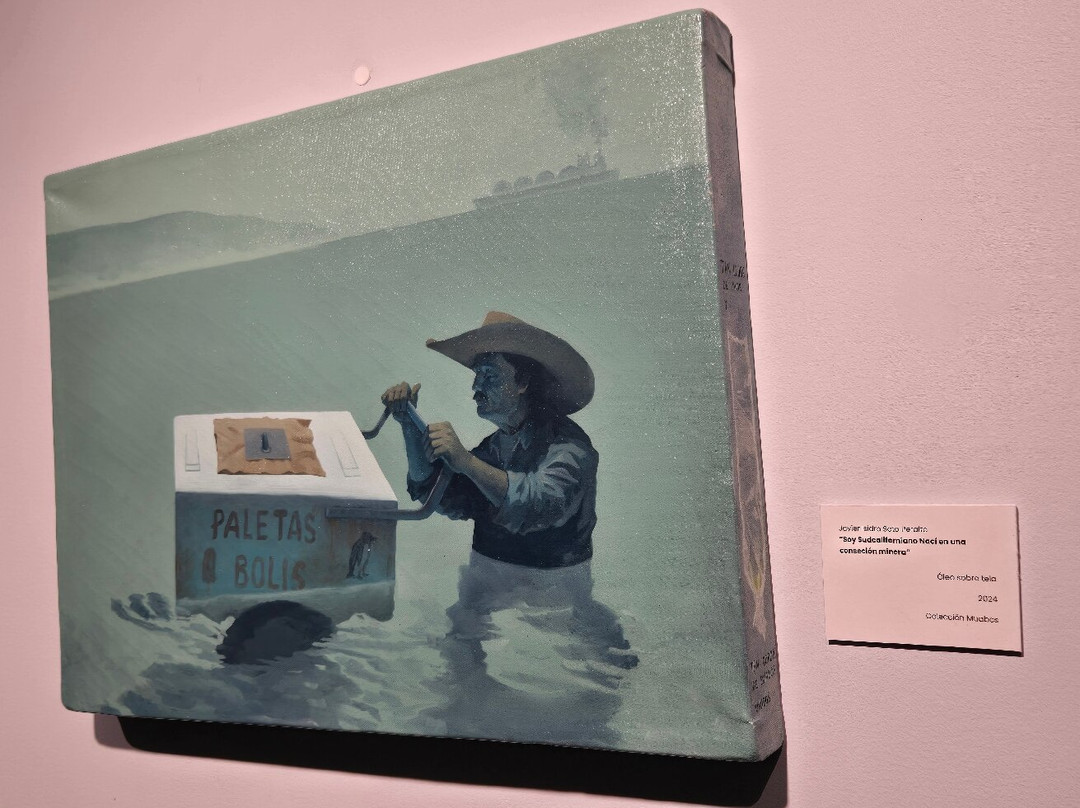 PALETAS
BOLIS
Javier Isidro Soto Peralta
"Soy Sudcaliforniano Nací en una
conseción minera"
Óleo sobre tela
2024
Colección Muabcs